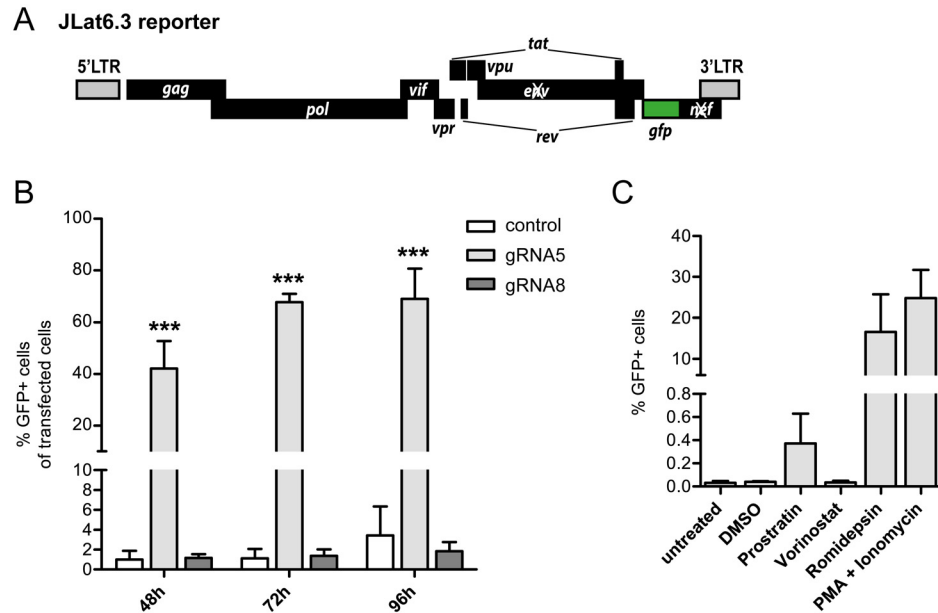 A JLat6.3 reporter
5'LTR
gag
pol
vif
vpr
vpu
tat
env
rev
gfp
nef
3'LTR
B
% GFP+ cells
of transfected cells
100
80
60
40
20
10
8
6
4
2
0
***
***
***
control
gRNA5
gRNA8
48h
72h
96h
C
% GFP+ cells
40
30
20
10
0.8
0.6
0.4
0.2
0.0
untreated
DMSO
Prostratin
Vorinostat
Romidepsin
PMA + Ionomycin